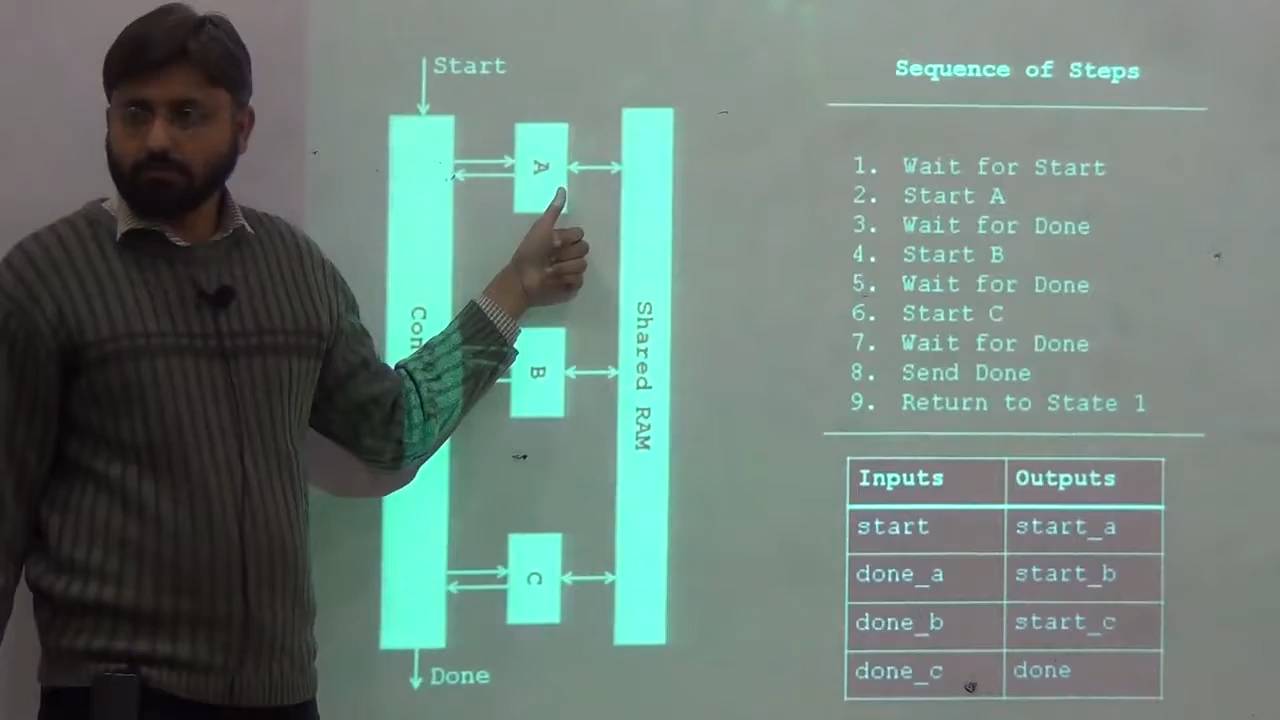 Start
A
B
C
Shared RAM
Done
Sequence of Steps
1. Wait for Start
2. Start A
3. Wait for Done
4. Start B
5. Wait for Done
6. Start C
7. Wait for Done
8. Send Done
9. Return to State 1
Inputs Outputs
start start_a
done_a start_b
done_b start_c
done_c done